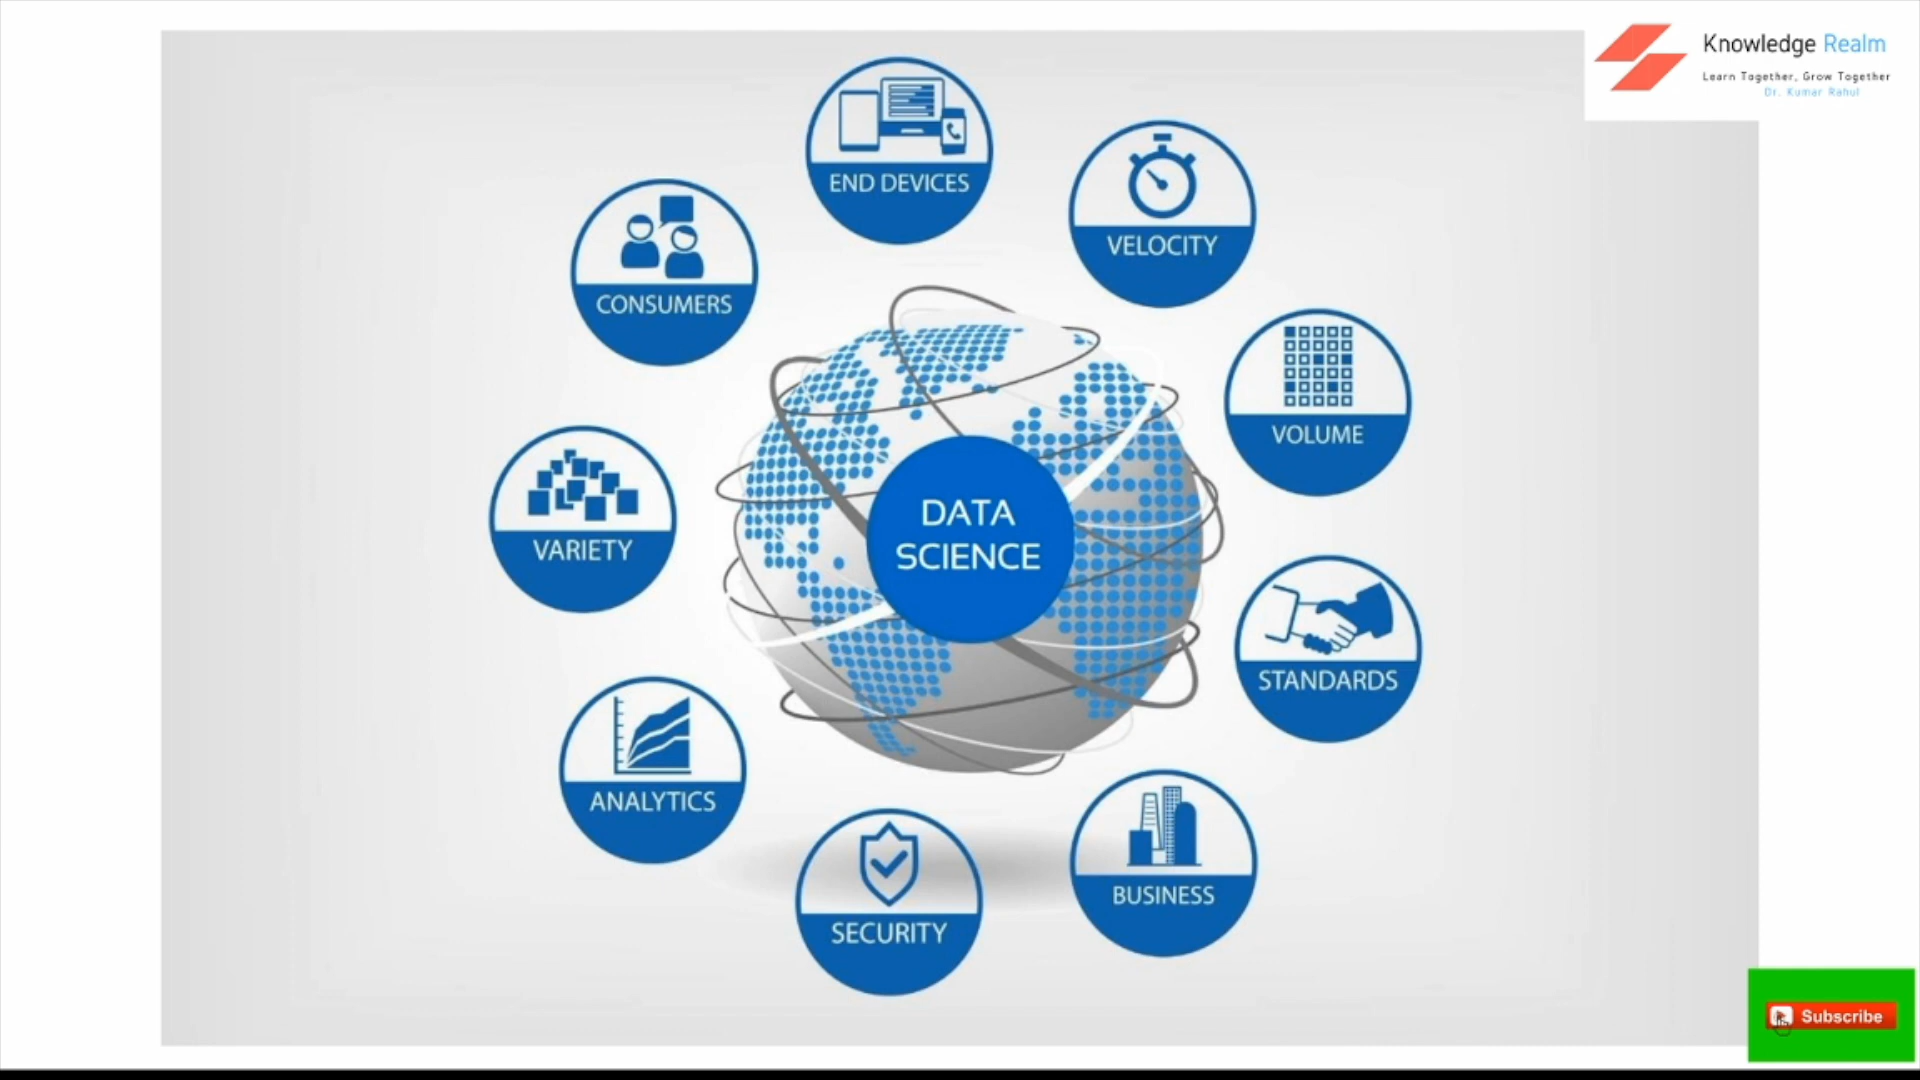 Knowledge Realm
Learn Together, Grow Together
Dr. Kumar Rahul
END DEVICES
VELOCITY
CONSUMERS
VOLUME
DATA
SCIENCE
VARIETY
STANDARDS
ANALYTICS
BUSINESS
SECURITY
Subscribe